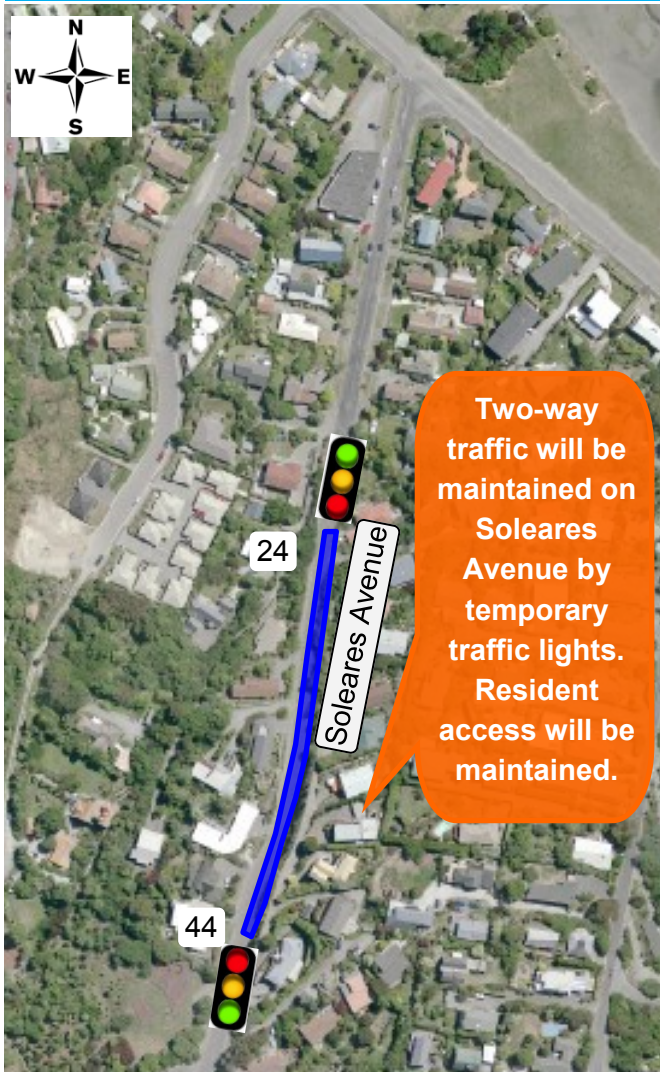 N
W E
S
Two-way
traffic will be
maintained on
Soleares
Avenue by
temporary
traffic lights.
Resident
access will be
maintained.
24
Soleares Avenue
44